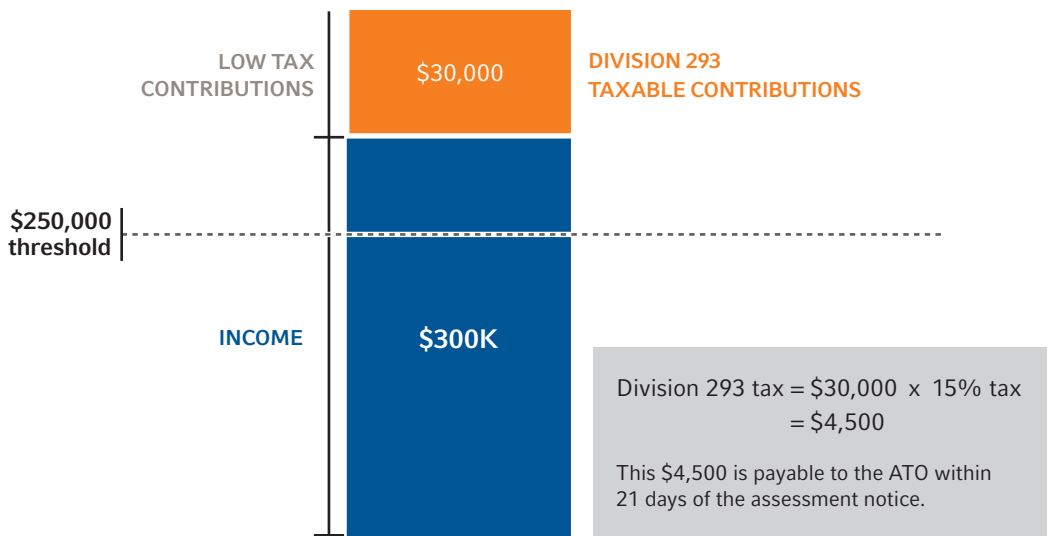 LOW TAX
CONTRIBUTIONS
$30,000
DIVISION 293
TAXABLE CONTRIBUTIONS
$250,000
threshold
INCOME
$300K
Division 293 tax = $30,000 x 15% tax
= $4,500
This $4,500 is payable to the ATO within
21 days of the assessment notice.